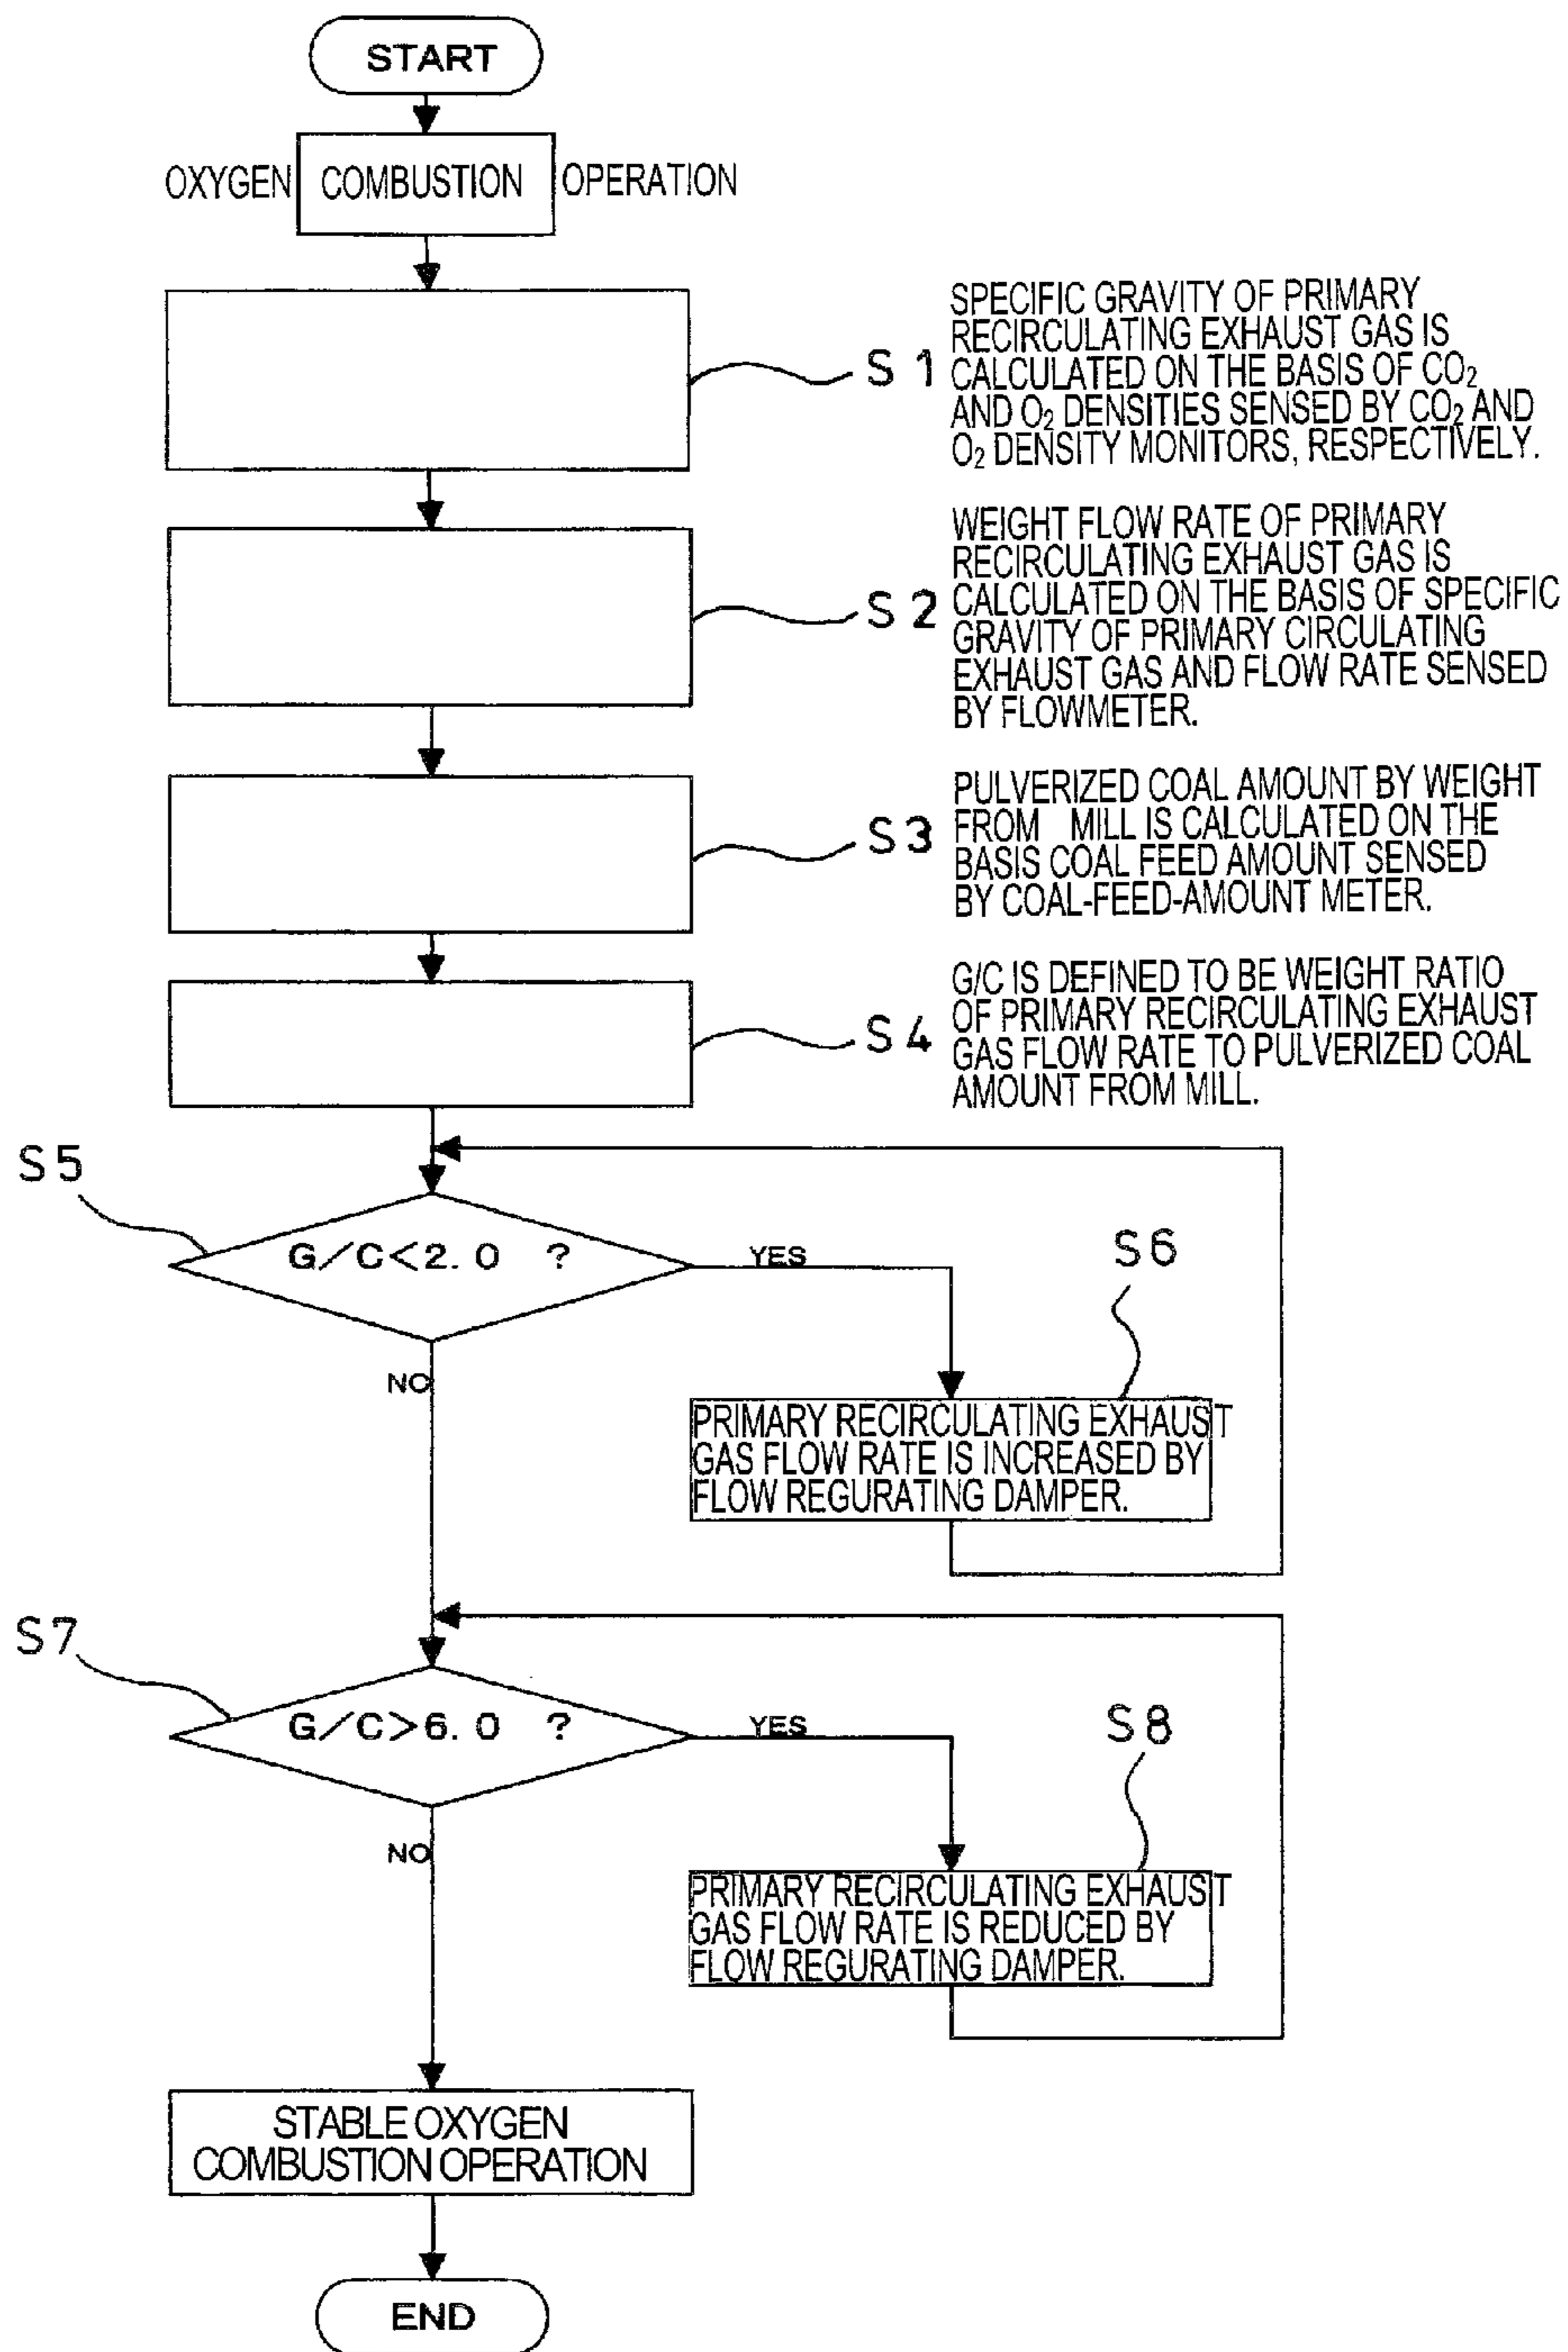 START
OXYGEN COMBUSTION OPERATION
S1
SPECIFIC GRAVITY OF PRIMARY
RECIRCULATING EXHAUST GAS IS
CALCULATED ON THE BASIS OF CO₂
AND O₂ DENSITIES SENSED BY CO₂ AND
O₂ DENSITY MONITORS, RESPECTIVELY.
S2
WEIGHT FLOW RATE OF PRIMARY
RECIRCULATING EXHAUST GAS IS
CALCULATED ON THE BASIS OF SPECIFIC
GRAVITY OF PRIMARY CIRCULATING
EXHAUST GAS AND FLOW RATE SENSED
BY FLOWMETER.
S3
PULVERIZED COAL AMOUNT BY WEIGHT
FROM MILL IS CALCULATED ON THE
BASIS COAL FEED AMOUNT SENSED
BY COAL-FEED-AMOUNT METER.
S4
G/C IS DEFINED TO BE WEIGHT RATIO
OF PRIMARY RECIRCULATING EXHAUST
GAS FLOW RATE TO PULVERIZED COAL
AMOUNT FROM MILL.
S5
G/C<2.0 ?
YES
NO
S6
PRIMARY RECIRCULATING EXHAUST
GAS FLOW RATE IS INCREASED BY
FLOW REGURATING DAMPER.
S7
G/C>6.0 ?
YES
NO
S8
PRIMARY RECIRCULATING EXHAUST
GAS FLOW RATE IS REDUCED BY
FLOW REGURATING DAMPER.
STABLE OXYGEN
COMBUSTION OPERATION
END